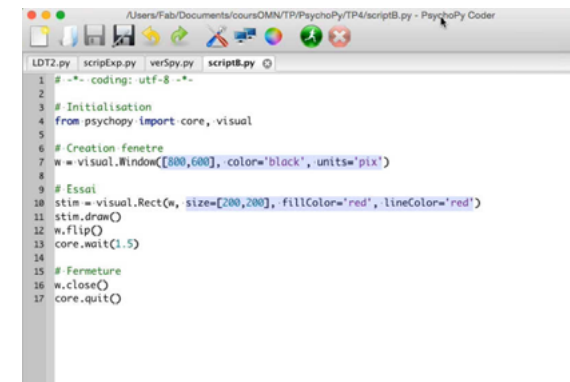 /Users/Fab/Documents/coursOMN/TP/PsychoPy/TP4/scriptB.py - PsychoPy Coder
LDT2.py scripExp.py verSpy.py scriptB.py
1 # -*- coding: utf-8 -*-
2
3 # Initialisation
4 from psychopy import core, visual
5
6 # Creation fenetre
7 w = visual.Window([800,600], color='black', units='pix')
8
9 # Essai
10 stim = visual.Rect(w, size=[200,200], fillColor='red', lineColor='red')
11 stim.draw()
12 w.flip()
13 core.wait(1.5)
14
15 # Fermeture
16 w.close()
17 core.quit()